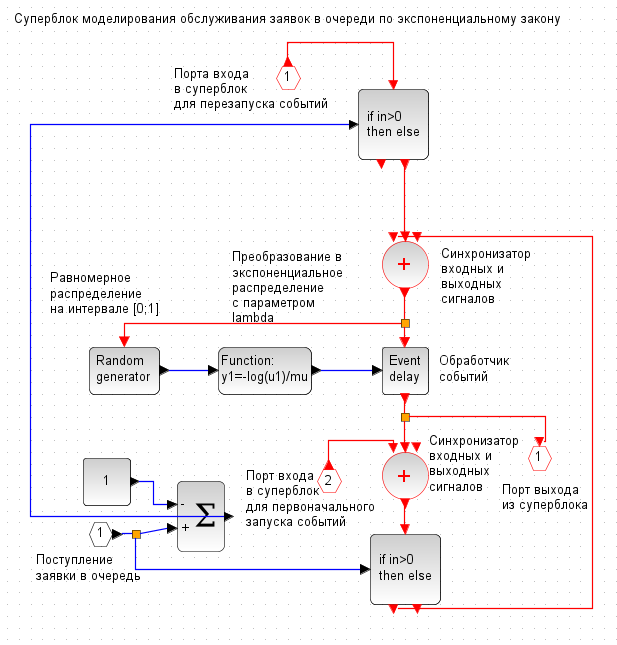 Суперблок моделирования обслуживания заявок в очереди по экспоненциальному закону
Порта входа
в суперблок
для перезапуска событий
1
if in>0
then else
Преобразование в
экспоненциальное
распределение
с параметром
lambda
+
Синхронизатор
входных и
выходных
сигналов
Равномерное
распределение
на интервале [0;1]
Random
generator
Function:
y1=-log(u1)/mu
Event
delay
Обработчик
событий
1
Порт входа
в суперблок
для первоначального
запуска событий
2
+
Синхронизатор
входных и
выходных
сигналов
1
Порт выхода
из суперблока
-
+
Σ
1
Поступление
заявки в очередь
if in>0
then else